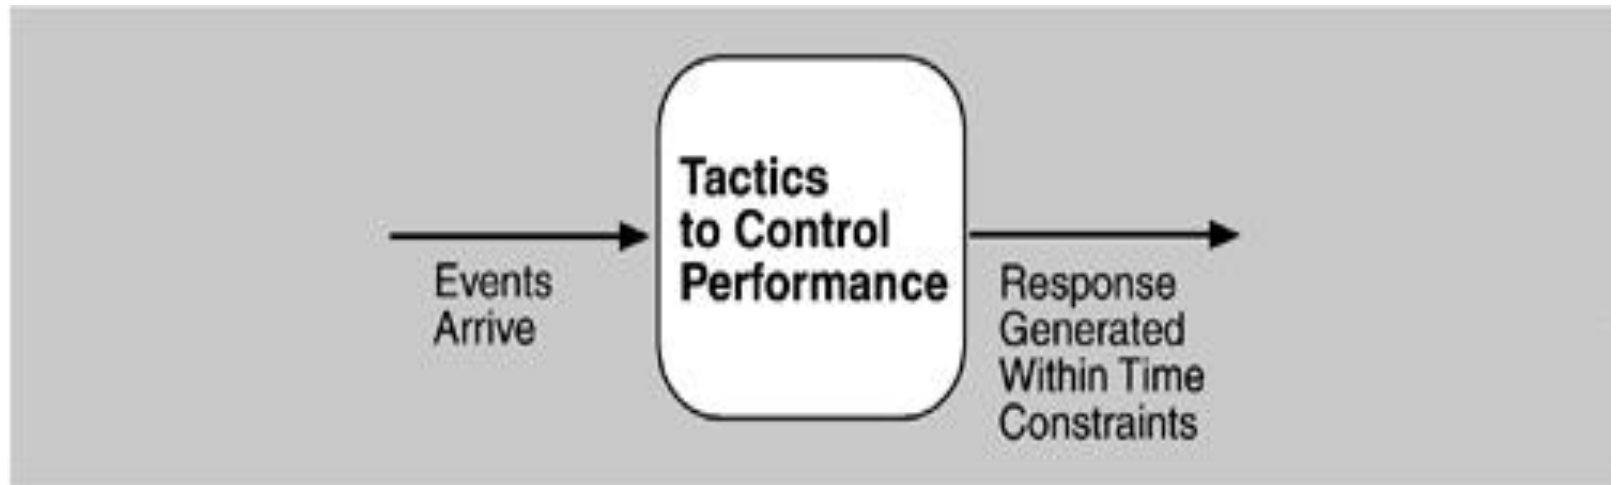 Events
Arrive
Tactics
to Control
Performance
Response
Generated
Within Time
Constraints